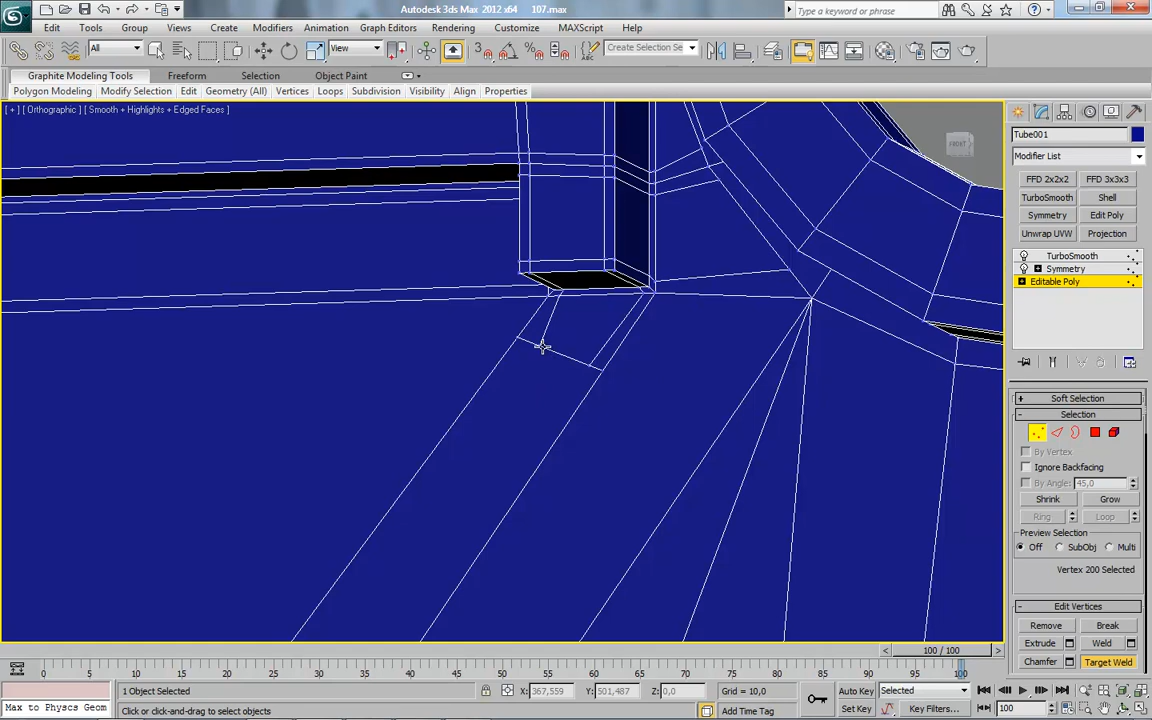 Autodesk 3ds Max 2012 x64 107.max
Type a keyword or phrase
Edit Tools Group Views Create Modifiers Animation Graph Editors Rendering Customize MAXScript Help
All View Create Selection Se
Graphite Modeling Tools Freeform Selection Object Paint
Polygon Modeling Modify Selection Edit Geometry (All) Vertices Loops Subdivision Visibility Align Properties
[ + ] [ Orthographic ] [ Smooth + Highlights + Edged Faces ]
FRONT
Tube001
Modifier List
FFD 2x2x2 FFD 3x3x3
TurboSmooth Shell
Symmetry Edit Poly
Unwrap UVW Projection
TurboSmooth
Symmetry
Editable Poly
Soft Selection
Selection
By Vertex
Ignore Backfacing
By Angle: 45,0
Shrink Grow
Ring Loop
Preview Selection
Off SubObj Multi
Vertex 200 Selected
Edit Vertices
Remove Break
Extrude Weld
Chamfer Target Weld
100 / 100
0 5 10 15 20 25 30 35 40 45 50 55 60 65 70 75 80 85 90 95 100
1 Object Selected X: 367,559 Y: 501,487 Z: 0,0 Grid = 10,0 Auto Key Selected
Max to Physcs Geom Click or click-and-drag to select objects Add Time Tag Set Key Key Filters... 100